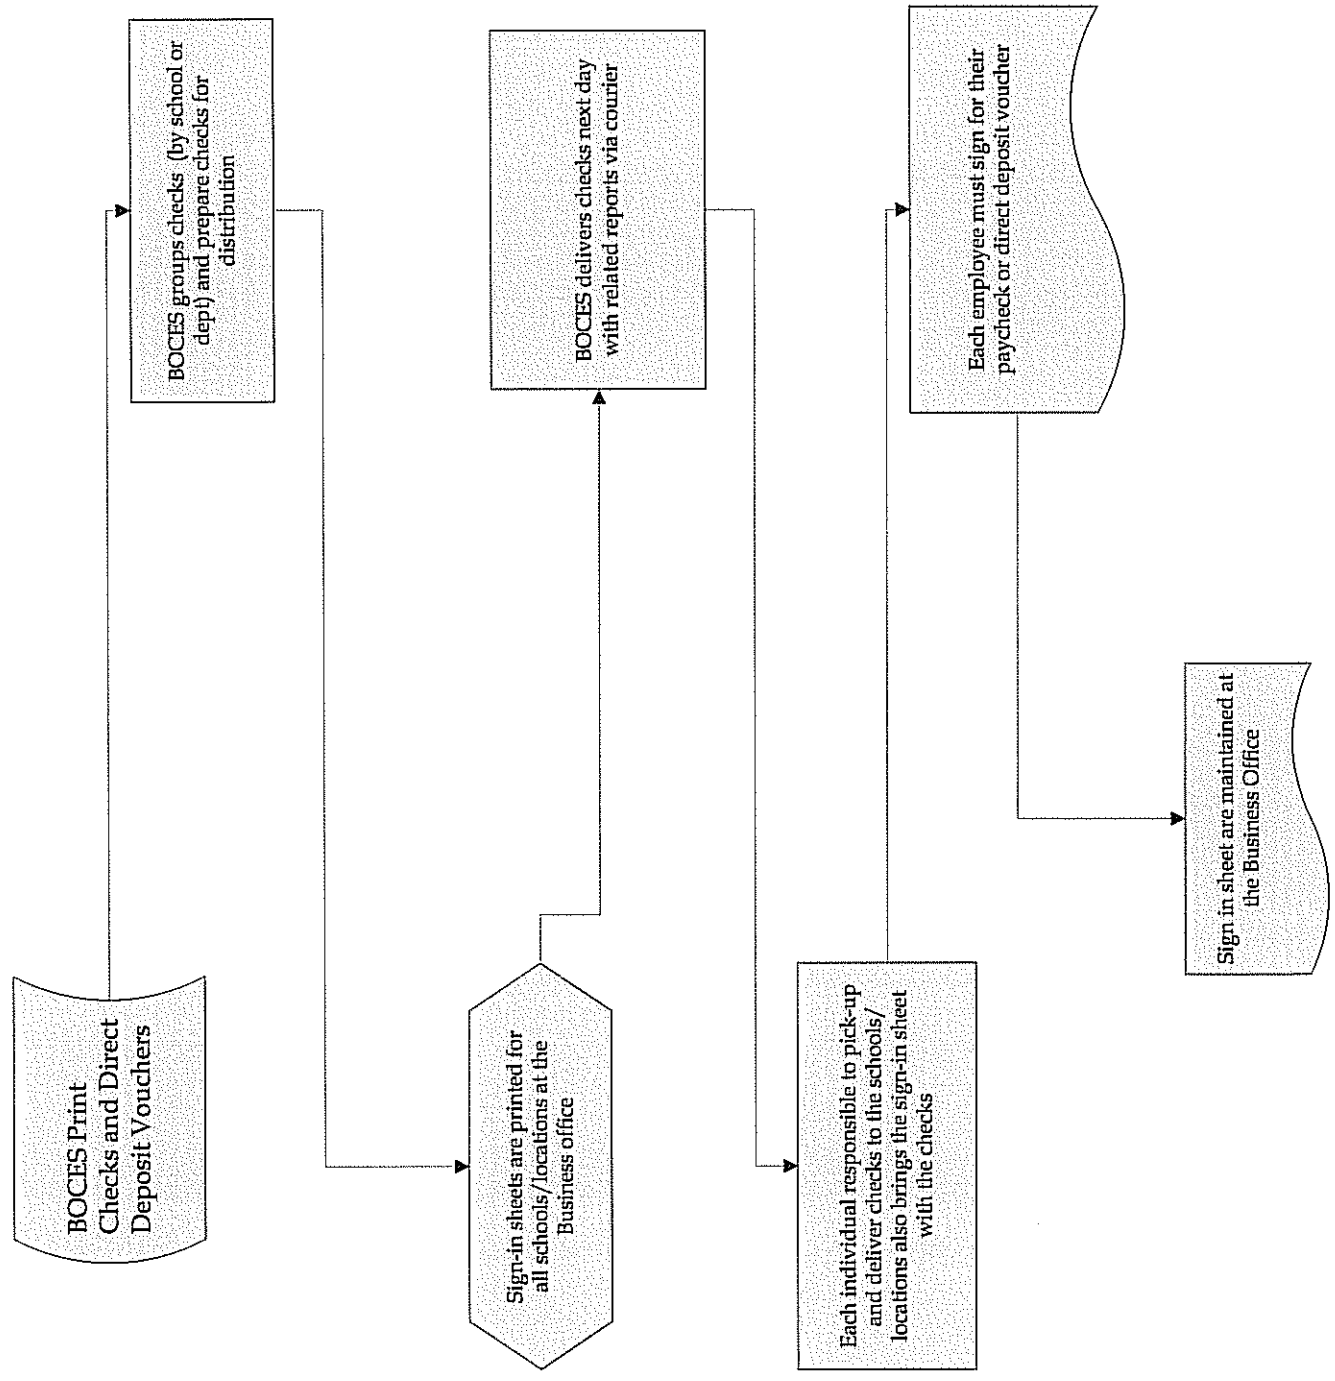 BOCES Print
Checks and Direct
Deposit Vouchers
BOCES groups checks (by school or
dept) and prepare checks for
distribution
Sign-in sheets are printed for
all schools/locations at the
Business office
BOCES delivers checks next day
with related reports via courier
Each individual responsible to pick-up
and deliver checks to the schools/
locations also brings the sign-in sheet
with the checks
Each employee must sign for their
paycheck or direct deposit voucher
Sign in sheet are maintained at
the Business Office